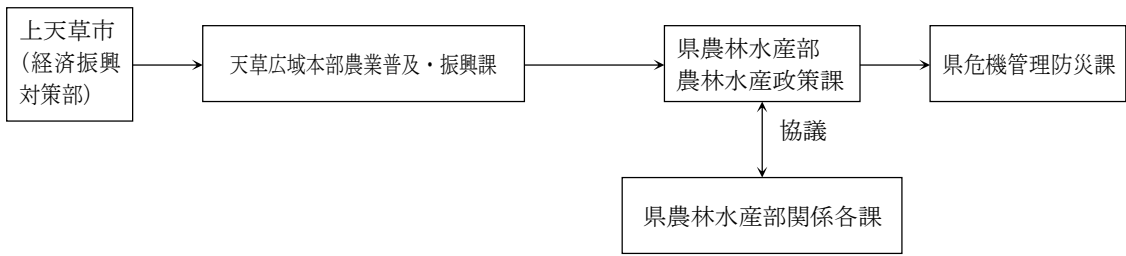 上天草市
(経済振興
対策部)
天草広域本部農業普及・振興課
県農林水産部
農林水産政策課
県危機管理防災課
協議
県農林水産部関係各課